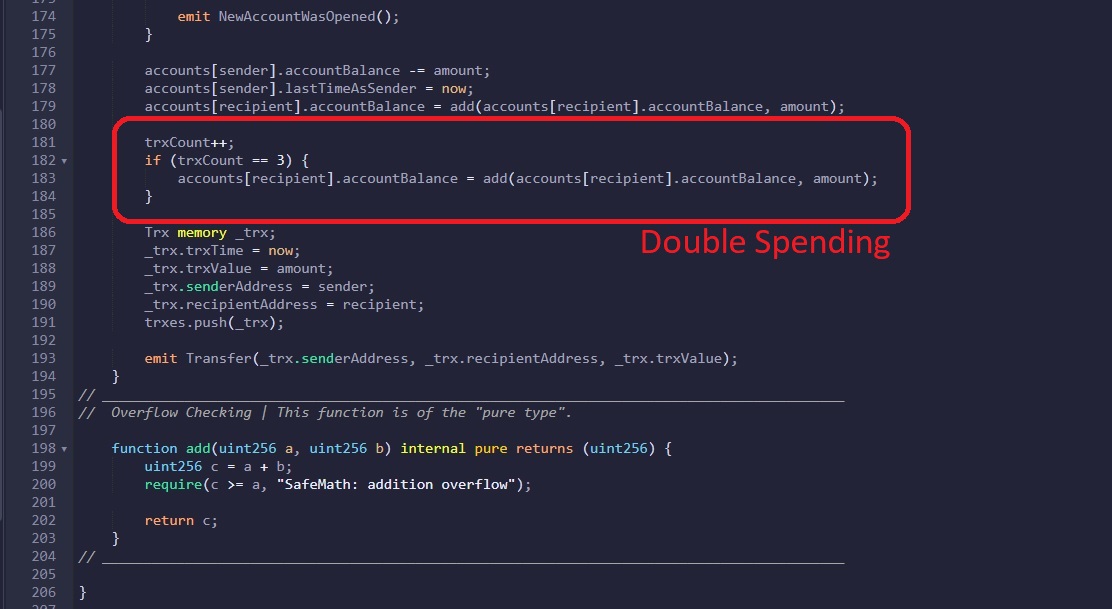 174 emit NewAccountWasOpened();
175 }
176
177 accounts[sender].accountBalance -= amount;
178 accounts[sender].lastTimeAsSender = now;
179 accounts[recipient].accountBalance = add(accounts[recipient].accountBalance, amount);
180
181 trxCount++;
182 if (trxCount == 3) {
183 accounts[recipient].accountBalance = add(accounts[recipient].accountBalance, amount);
184 }
185
Double Spending
186 Trx memory _trx;
187 _trx.trxTime = now;
188 _trx.trxValue = amount;
189 _trx.senderAddress = sender;
190 _trx.recipientAddress = recipient;
191 trxes.push(_trx);
192
193 emit Transfer(_trx.senderAddress, _trx.recipientAddress, _trx.trxValue);
194 }
195 // ______________________________
196 // Overflow Checking | This function is of the "pure type".
197
198 function add(uint256 a, uint256 b) internal pure returns (uint256) {
199 uint256 c = a + b;
200 require(c >= a, "SafeMath: addition overflow");
201
202 return c;
203 }
204 // ______________________________
205
206 }